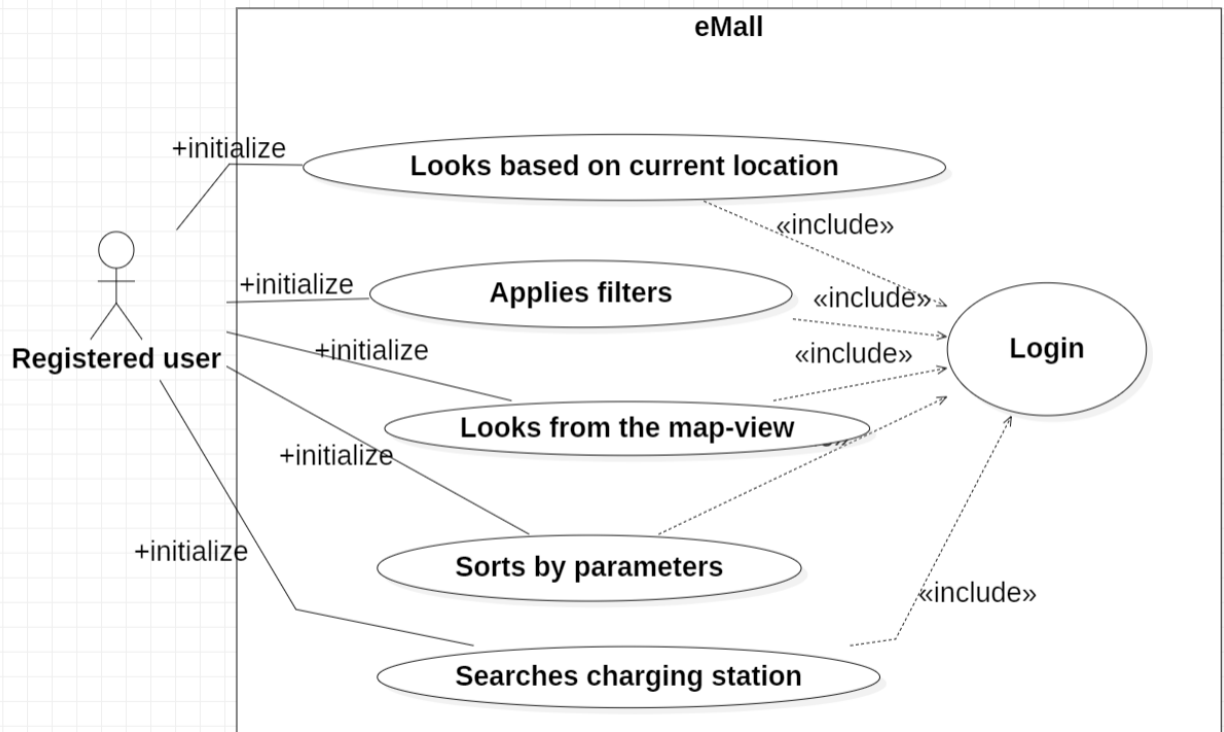 eMall
+initialize
Looks based on current location
«include»
+initialize
Applies filters
«include»
+initialize
«include»
Login
Registered user
Looks from the map-view
+initialize
+initialize
Sorts by parameters
«include»
Searches charging station